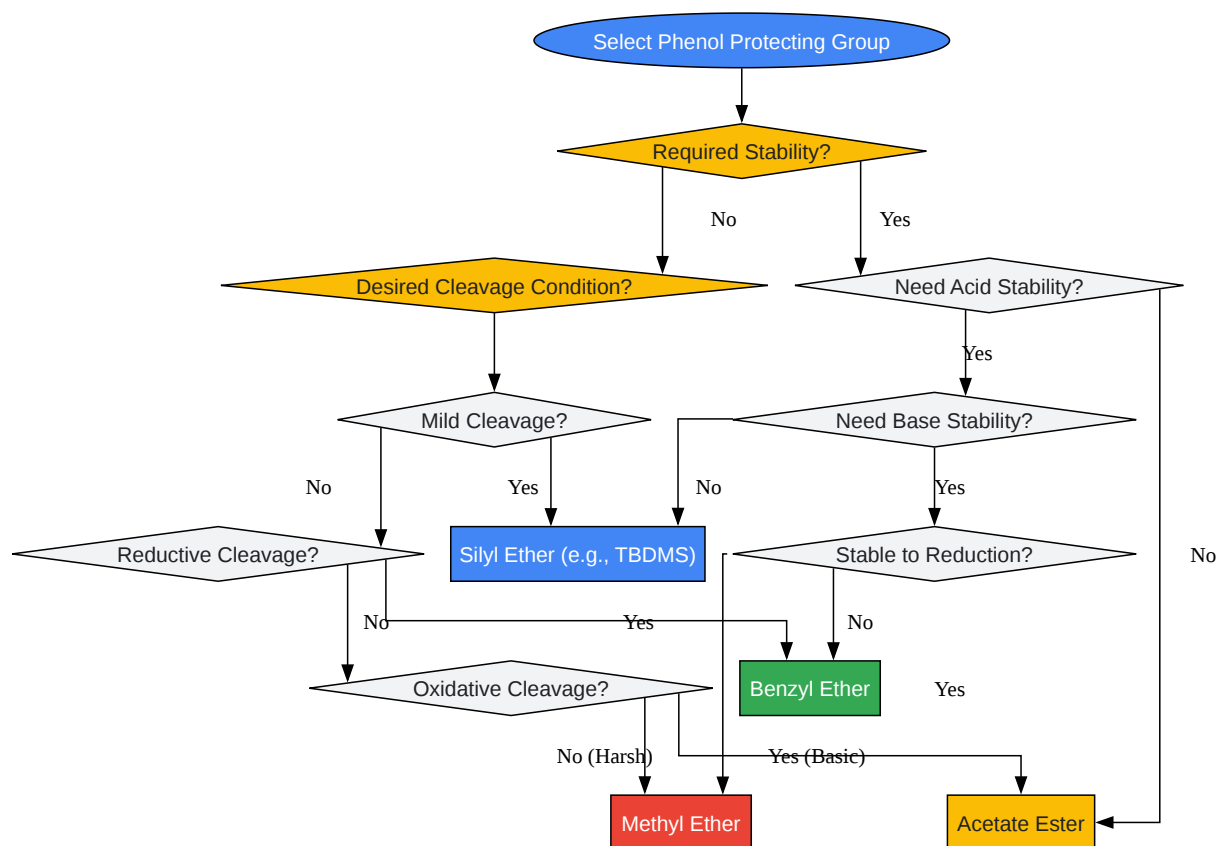 Select Phenol Protecting Group
Required Stability?
No
Yes
Desired Cleavage Condition?
Need Acid Stability?
Yes
Mild Cleavage?
Need Base Stability?
No
Yes
No
Yes
Reductive Cleavage?
Silyl Ether (e.g., TBDMS)
Stable to Reduction?
No
No
Yes
No
Oxidative Cleavage?
Benzyl Ether
Yes
No (Harsh)
Yes (Basic)
Methyl Ether
Acetate Ester